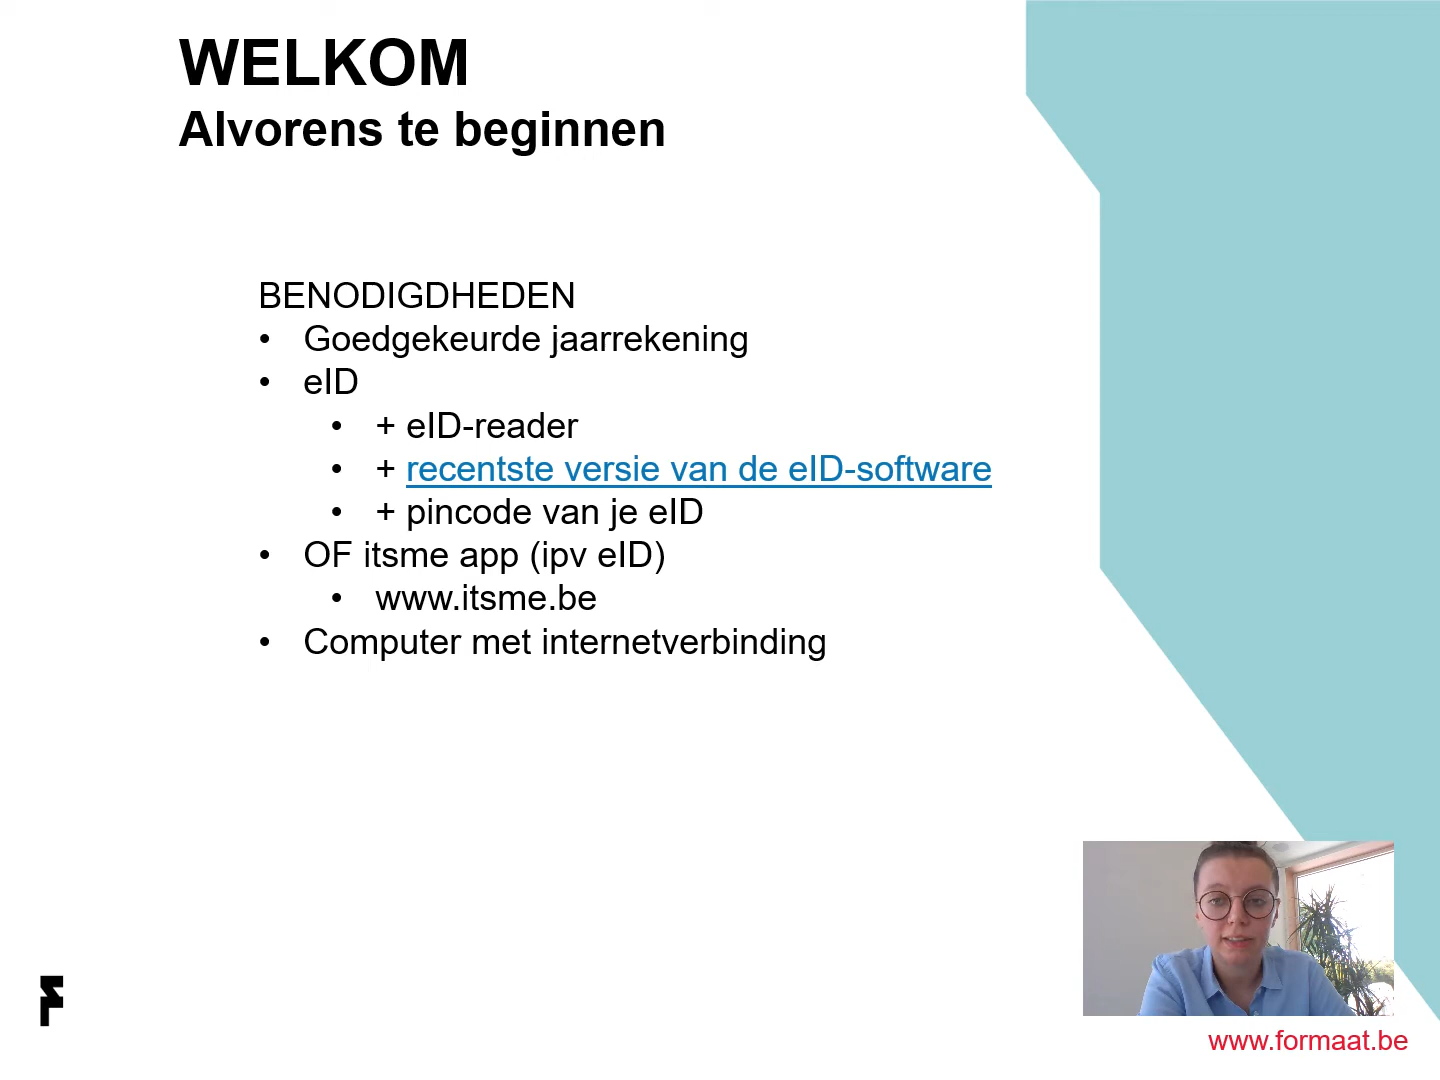 WELKOM
Alvorens te beginnen
BENODIGDHEDEN
• Goedgekeurde jaarrekening
• eID
• + eID-reader
• + recentste versie van de eID-software
• + pincode van je eID
• OF itsme app (ipv eID)
• www.itsme.be
• Computer met internetverbinding
www.formaat.be